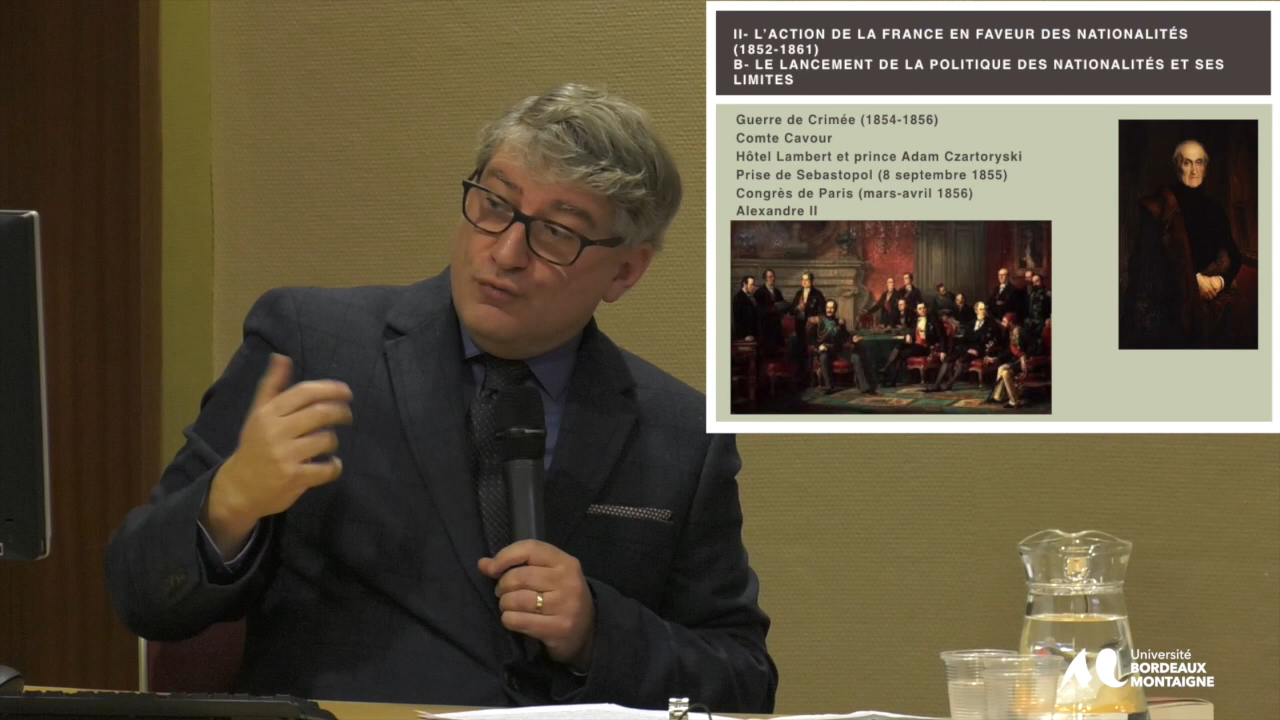 II- L'ACTION DE LA FRANCE EN FAVEUR DES NATIONALITÉS
(1852-1861)
B- LE LANCEMENT DE LA POLITIQUE DES NATIONALITÉS ET SES
LIMITES
Guerre de Crimée (1854-1856)
Comte Cavour
Hôtel Lambert et prince Adam Czartoryski
Prise de Sebastopol (8 septembre 1855)
Congrès de Paris (mars-avril 1856)
Alexandre II
Université
BORDEAUX
MONTAIGNE